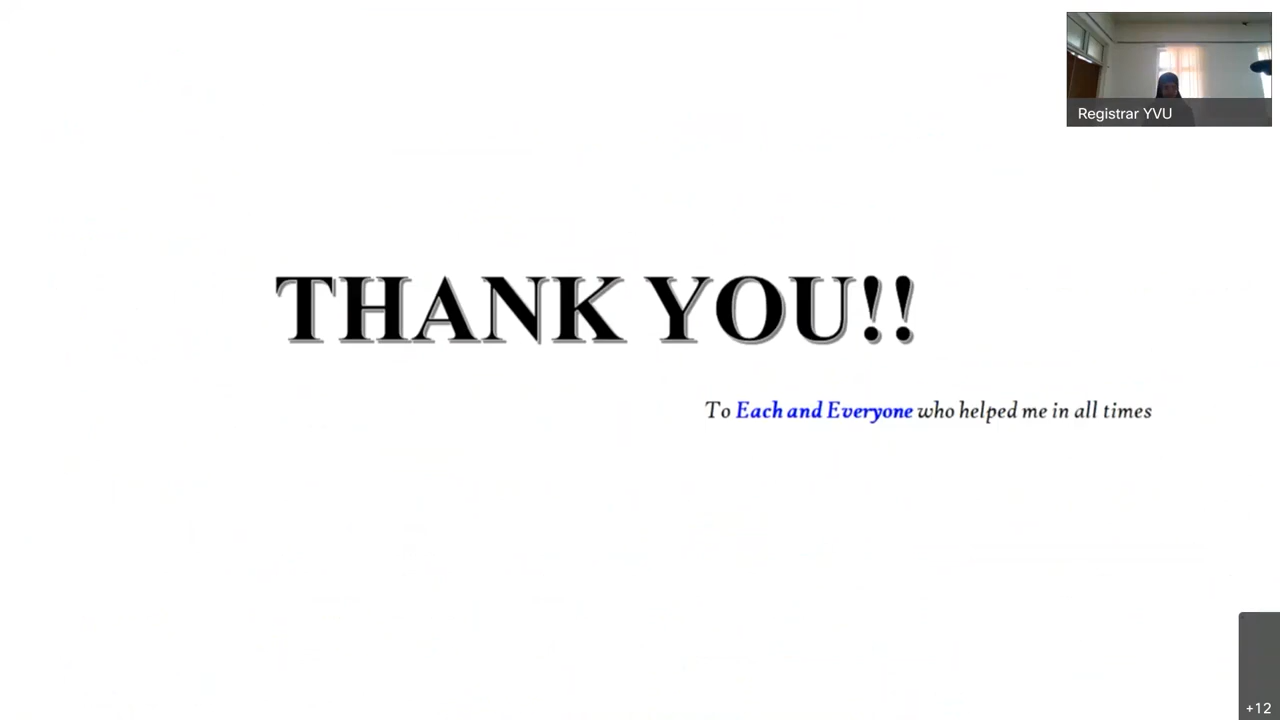 Registrar YVU
THANK YOU!!
To Each and Everyone who helped me in all times
+12